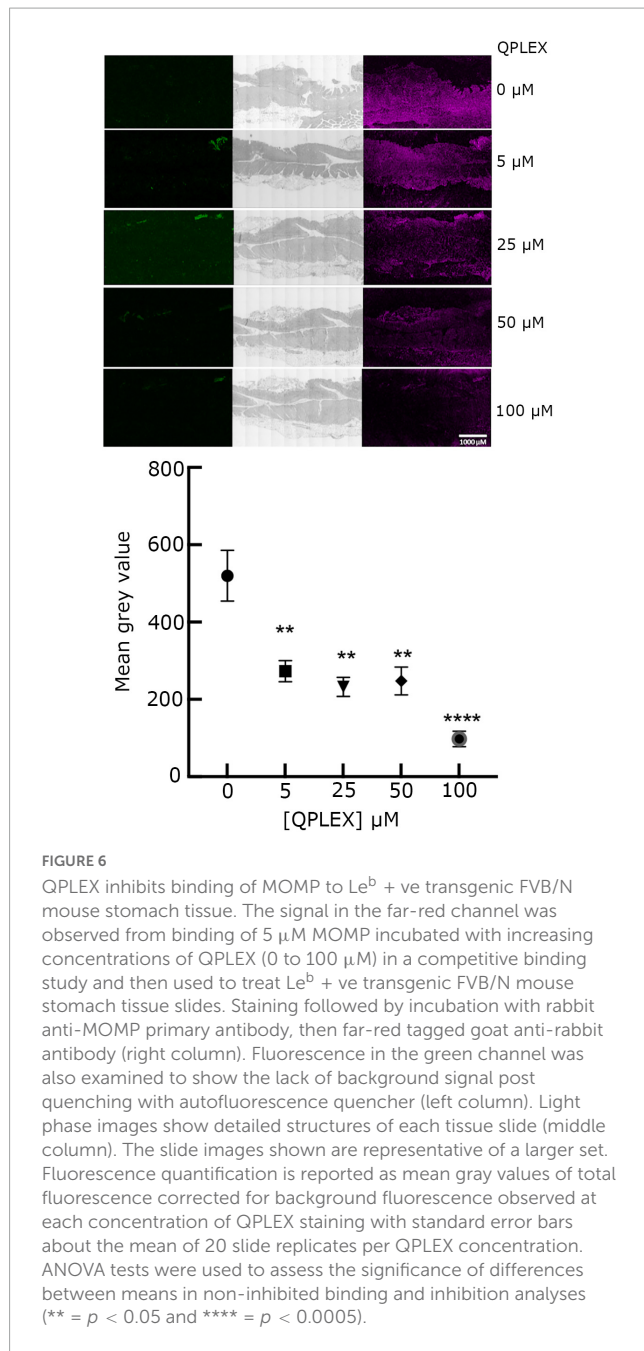 QPLEX
0 µM
5 µM
25 µM
50 µM
100 µM
1000 µM
800
600
400
200
0
Mean grey value
**
**
**
****
0 5 25 50 100
[QPLEX] µM
FIGURE 6
QPLEX inhibits binding of MOMP to Leᵇ + ve transgenic FVB/N
mouse stomach tissue. The signal in the far-red channel was
observed from binding of 5 µM MOMP incubated with increasing
concentrations of QPLEX (0 to 100 µM) in a competitive binding
study and then used to treat Leᵇ + ve transgenic FVB/N mouse
stomach tissue slides. Staining followed by incubation with rabbit
anti-MOMP primary antibody, then far-red tagged goat anti-rabbit
antibody (right column). Fluorescence in the green channel was
also examined to show the lack of background signal post
quenching with autofluorescence quencher (left column). Light
phase images show detailed structures of each tissue slide (middle
column). The slide images shown are representative of a larger set.
Fluorescence quantification is reported as mean gray values of total
fluorescence corrected for background fluorescence observed at
each concentration of QPLEX staining with standard error bars
about the mean of 20 slide replicates per QPLEX concentration.
ANOVA tests were used to assess the significance of differences
between means in non-inhibited binding and inhibition analyses
(** = p < 0.05 and **** = p < 0.0005).